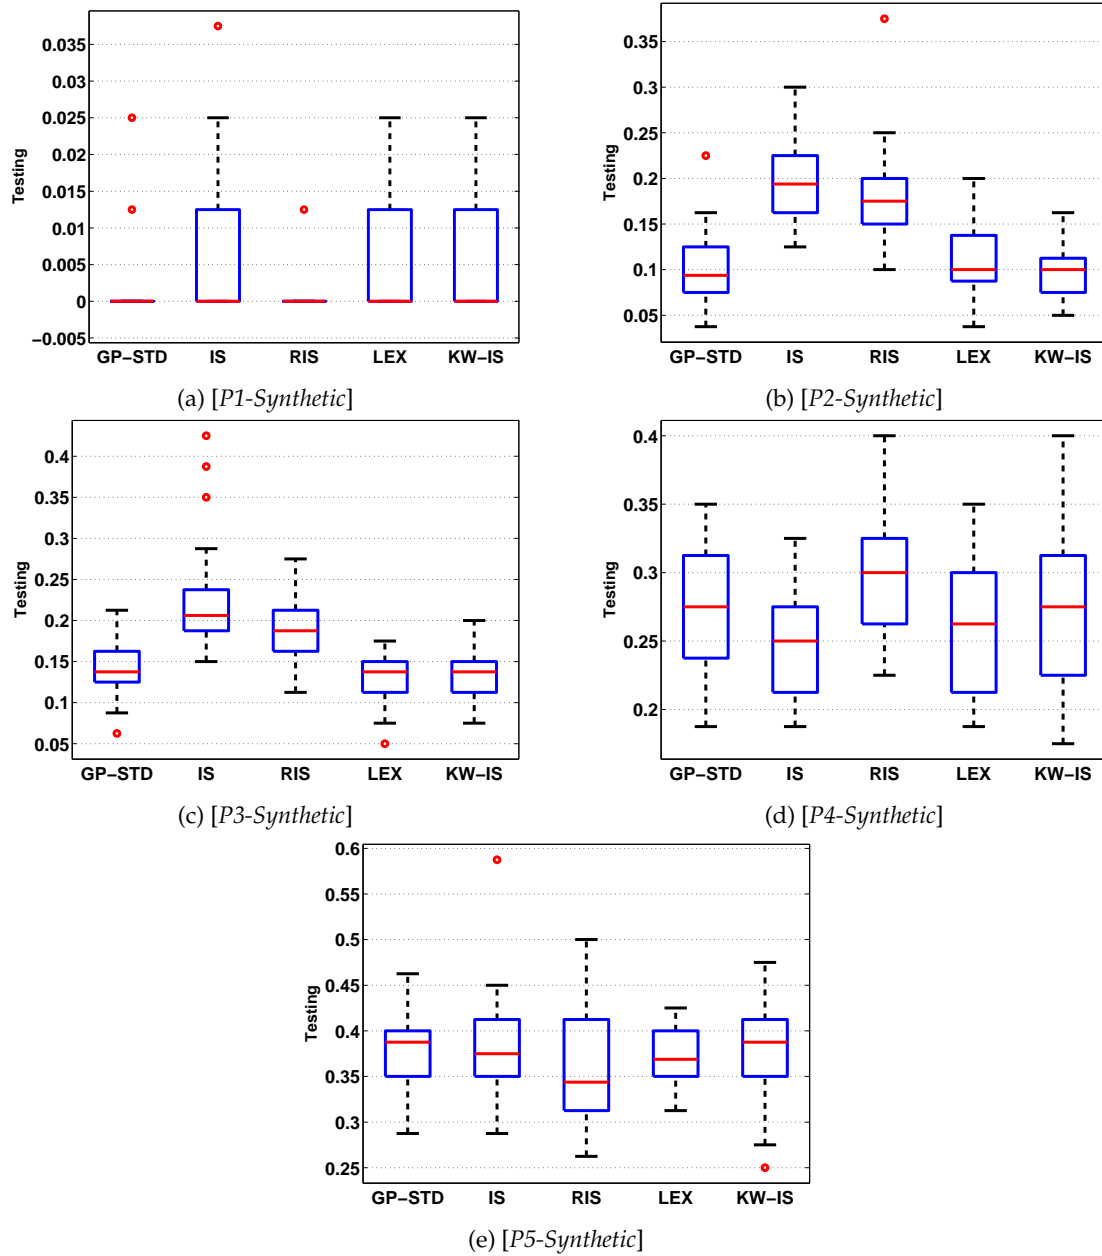 0.035
0.03
0.025
0.02
0.015
0.01
0.005
0
−0.005
Testing
GP−STD IS RIS LEX KW−IS
(a) [P1-Synthetic]
0.35
0.3
0.25
0.2
0.15
0.1
0.05
Testing
GP−STD IS RIS LEX KW−IS
(b) [P2-Synthetic]
0.4
0.35
0.3
0.25
0.2
0.15
0.1
0.05
Testing
GP−STD IS RIS LEX KW−IS
(c) [P3-Synthetic]
0.4
0.35
0.3
0.25
0.2
Testing
GP−STD IS RIS LEX KW−IS
(d) [P4-Synthetic]
0.6
0.55
0.5
0.45
0.4
0.35
0.3
0.25
Testing
GP−STD IS RIS LEX KW−IS
(e) [P5-Synthetic]